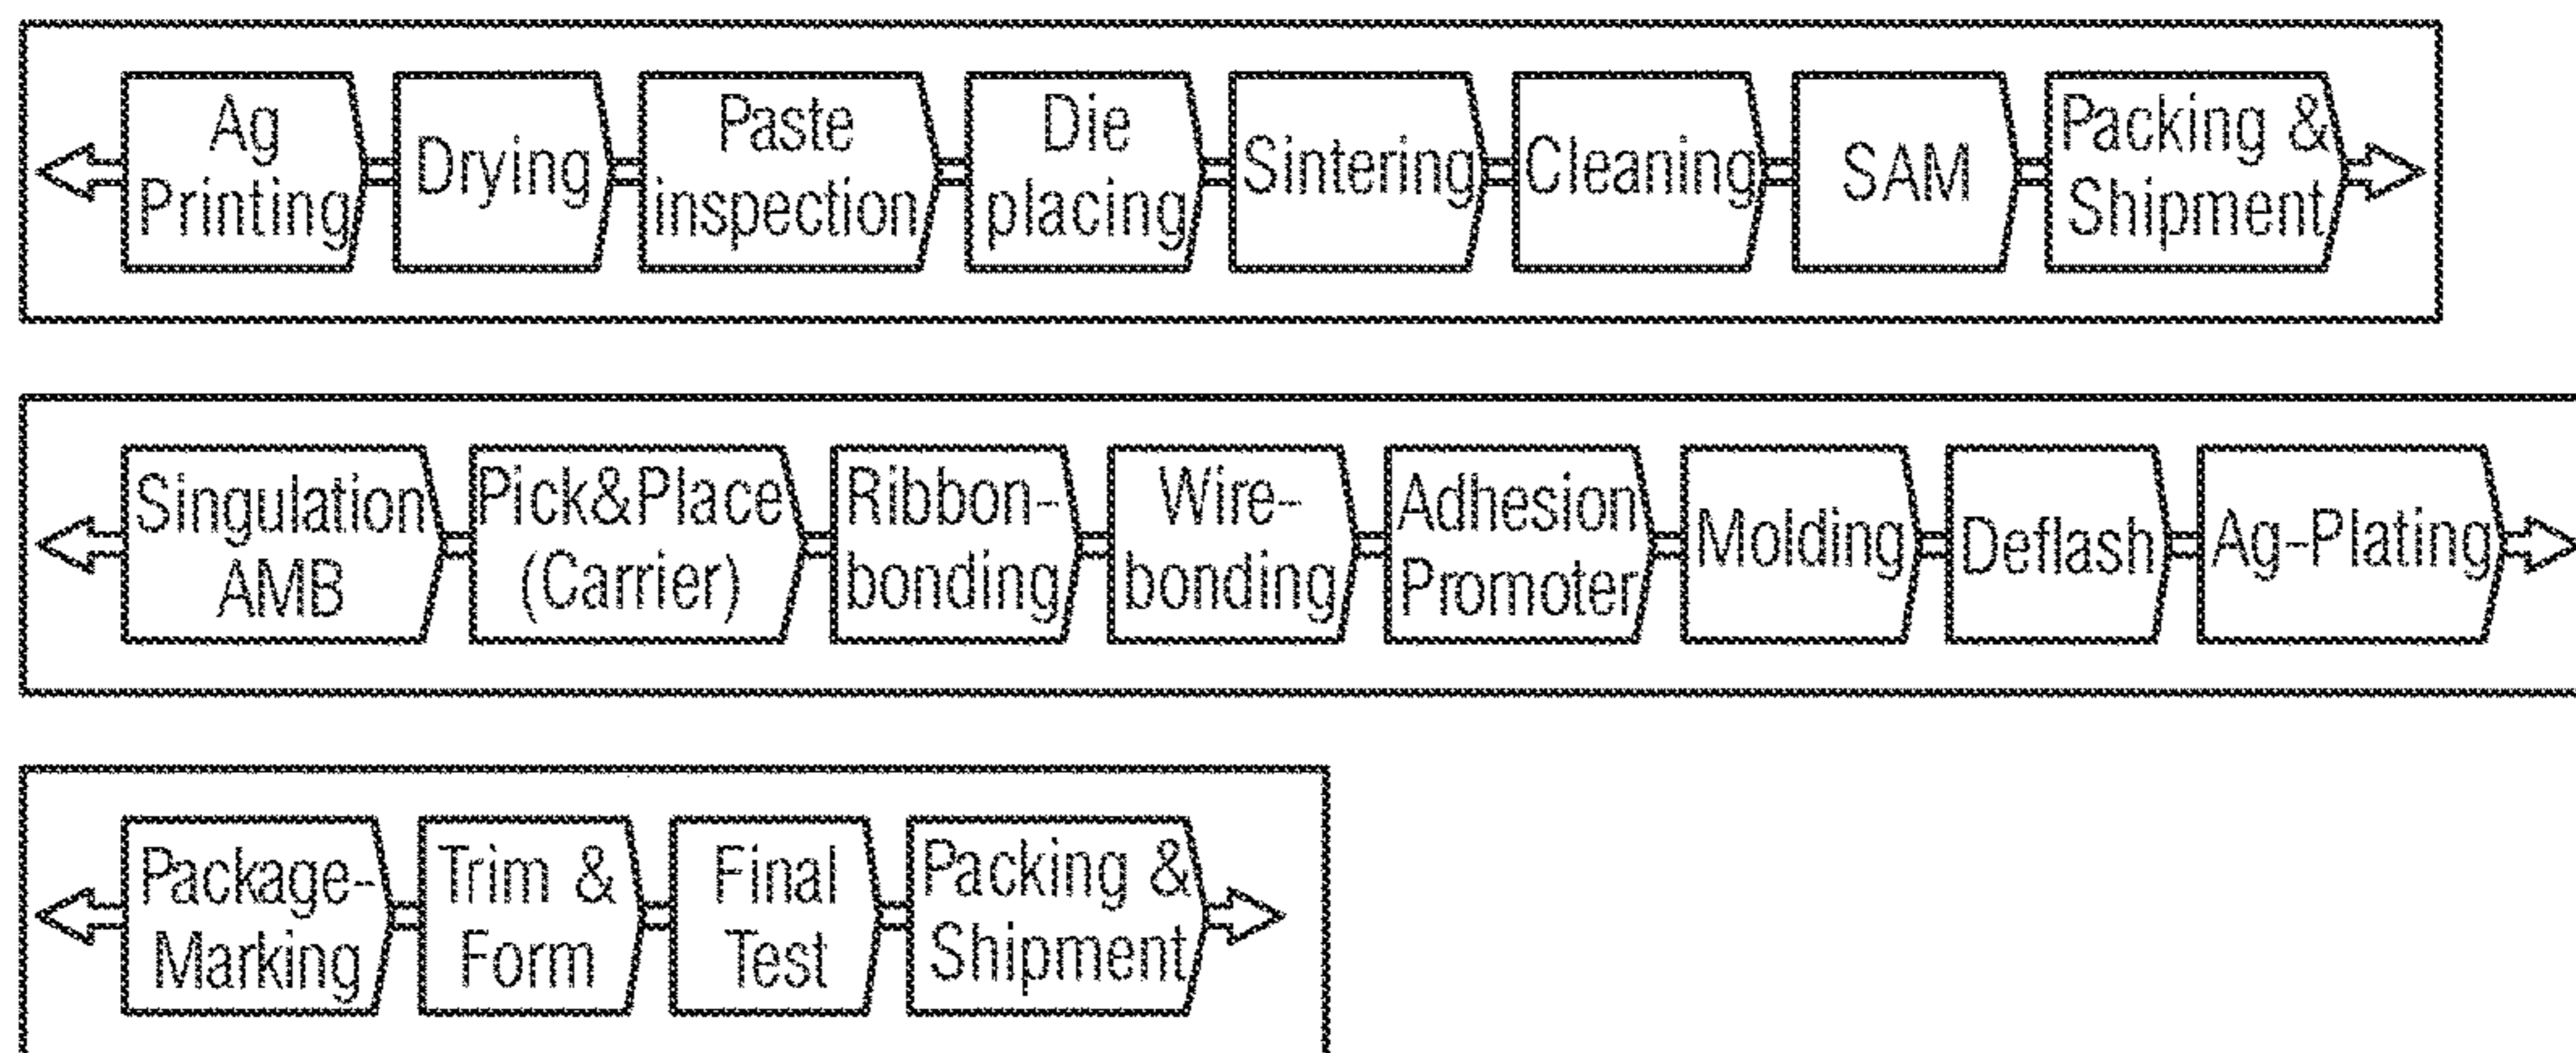 Ag
Printing
Drying
Paste
inspection
Die
placing
Sintering
Cleaning
SAM
Packing &
Shipment
Singulation
AMB
Pick&Place
(Carrier)
Ribbon-
bonding
Wire-
bonding
Adhesion
Promoter
Molding
Deflash
Ag-Plating
Package-
Marking
Trim &
Form
Final
Test
Packing &
Shipment